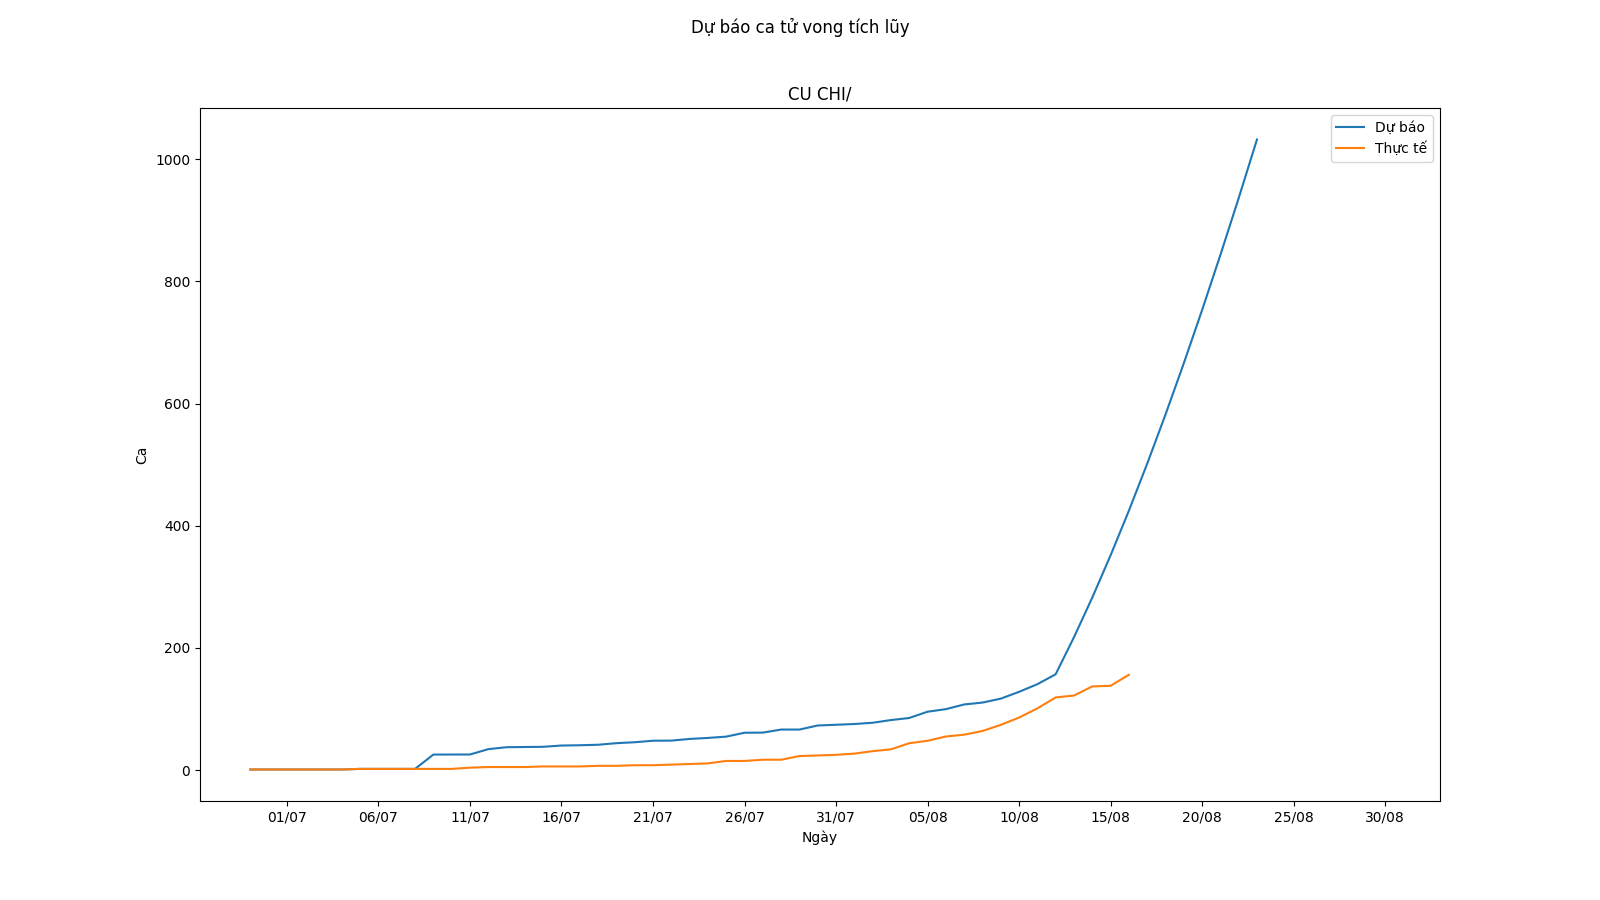 Dự báo ca tử vong tích lũy
CU CHI/
Dự báo
Thực tế
1000
800
600
400
200
0
Ca
01/07 06/07 11/07 16/07 21/07 26/07 31/07 05/08 10/08 15/08 20/08 25/08 30/08
Ngày